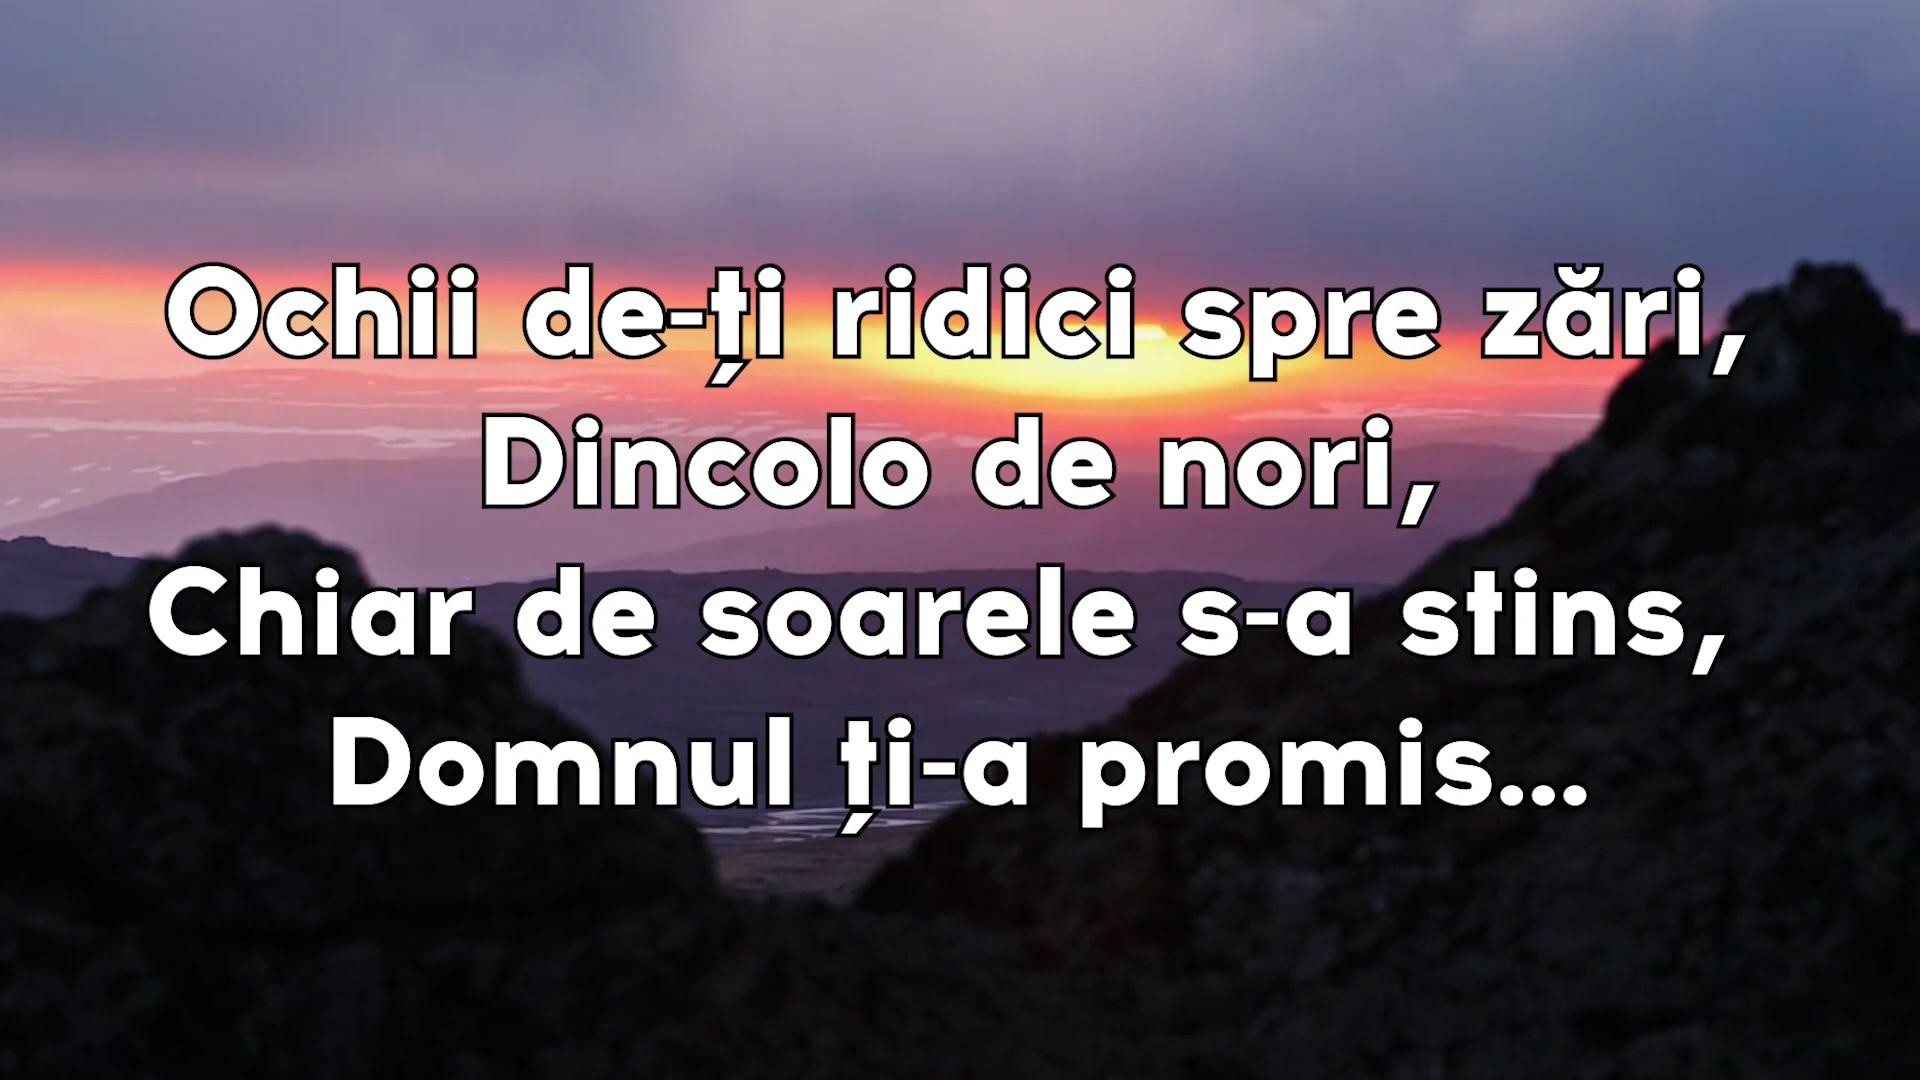 Ochii de-ți ridici spre zări,
Dincolo de nori,
Chiar de soarele s-a stins,
Domnul ți-a promis...